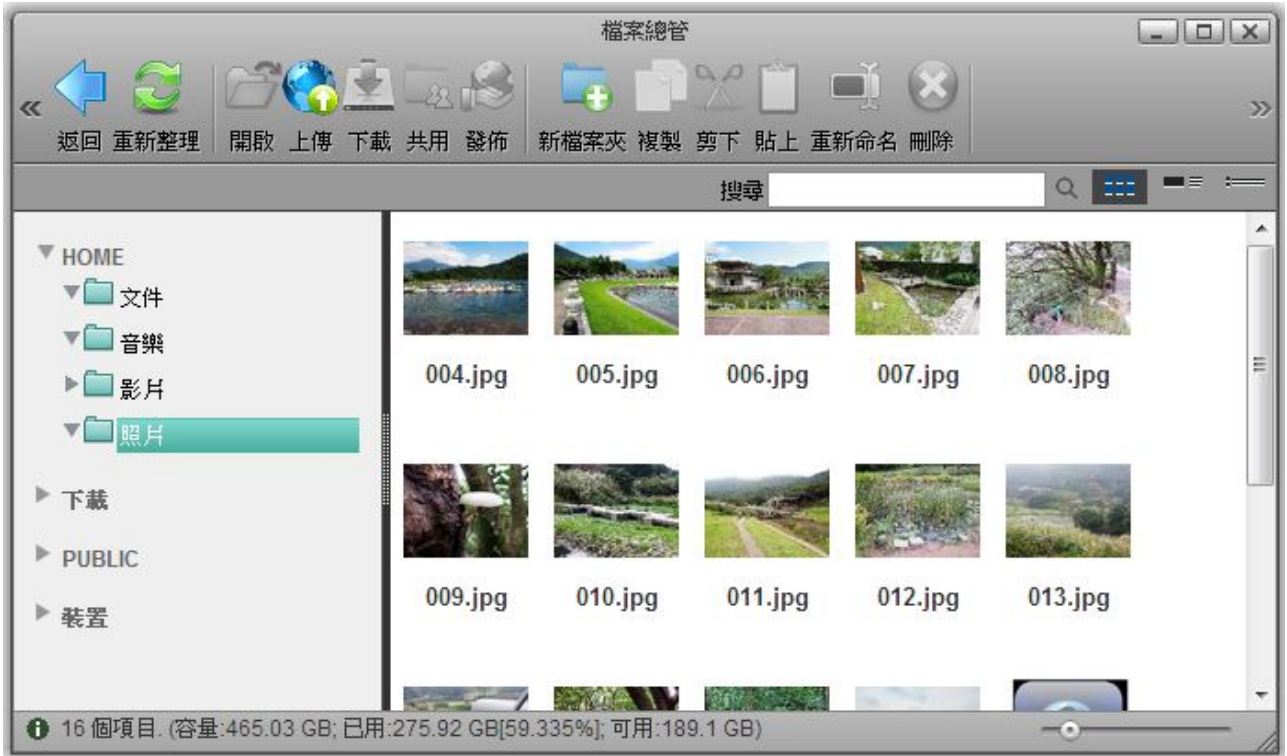 檔案總管
«
返回 重新整理 開啟 上傳 下載 共用 發佈 新檔案夾 複製 剪下 貼上 重新命名 刪除
»
搜尋
HOME
文件
音樂
影片
照片
下載
PUBLIC
裝置
004.jpg 005.jpg 006.jpg 007.jpg 008.jpg
009.jpg 010.jpg 011.jpg 012.jpg 013.jpg
16 個項目. (容量:465.03 GB; 已用:275.92 GB[59.335%]; 可用:189.1 GB)